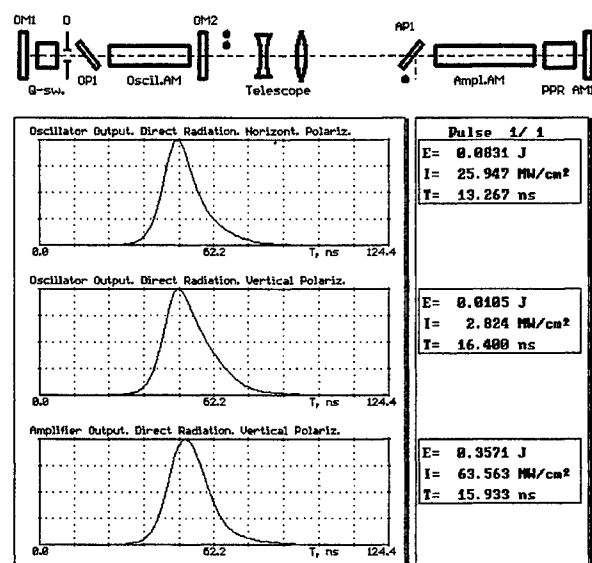 OM1 D OM2 AP1
Q-sw. OP1 Oscil.AM Telescope Ampl.AM PPR AM1
Oscillator Output. Direct Radiation. Horizont. Polariz.
0.0 62.2 T, ns 124.4
Pulse 1/ 1
E= 0.0831 J
I= 25.947 MW/cm²
T= 13.267 ns
Oscillator Output. Direct Radiation. Vertical Polariz.
0.0 62.2 T, ns 124.4
E= 0.0105 J
I= 2.824 MW/cm²
T= 16.400 ns
Amplifier Output. Direct Radiation. Vertical Polariz.
0.0 62.2 T, ns 124.4
E= 0.3571 J
I= 63.563 MW/cm²
T= 15.933 ns